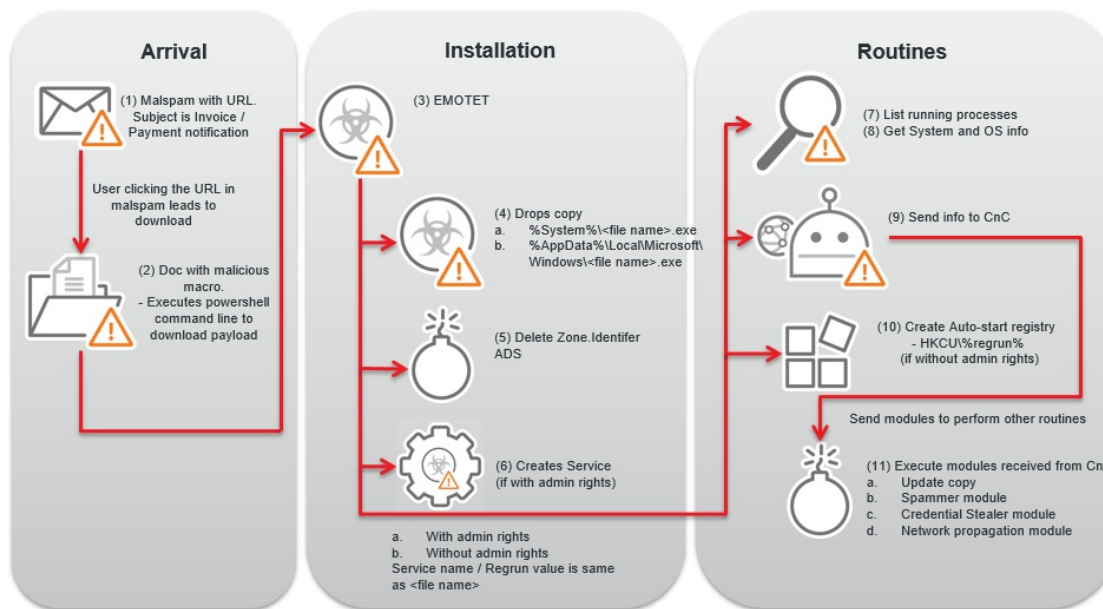 Arrival
(1) Malspam with URL.
Subject is Invoice /
Payment notification
User clicking the URL in
malspam leads to
download
(2) Doc with malicious
macro.
- Executes powershell
command line to
download payload
Installation
(3) EMOTET
(4) Drops copy
a. %System%\<file name>.exe
b. %AppData%\Local\Microsoft\
Windows\<file name>.exe
(5) Delete Zone.Identifer
ADS
(6) Creates Service
(if with admin rights)
a. With admin rights
b. Without admin rights
Service name / Regrun value is same
as <file name>
Routines
(7) List running processes
(8) Get System and OS info
(9) Send info to CnC
(10) Create Auto-start registry
- HKCU\%regrun%
(if without admin rights)
Send modules to perform other routines
(11) Execute modules received from Cn
a. Update copy
b. Spammer module
c. Credential Stealer module
d. Network propagation module